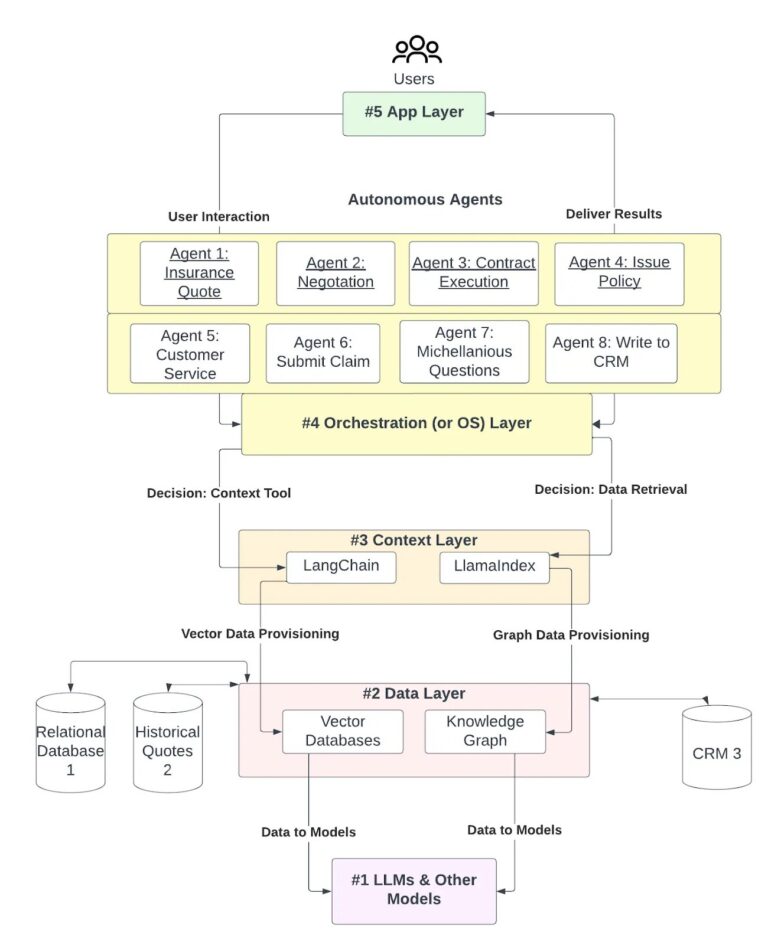 Users
#5 App Layer
Autonomous Agents
User Interaction
Deliver Results
Agent 1:
Insurance
Quote
Agent 2:
Negotation
Agent 3: Contract
Execution
Agent 4: Issue
Policy
Agent 5:
Customer
Service
Agent 6:
Submit Claim
Agent 7:
Michellanious
Questions
Agent 8: Write to
CRM
#4 Orchestration (or OS) Layer
Decision: Context Tool
Decision: Data Retrieval
#3 Context Layer
LangChain
LlamaIndex
Vector Data Provisioning
Graph Data Provisioning
#2 Data Layer
Relational
Database
1
Historical
Quotes
2
Vector
Databases
Knowledge
Graph
CRM 3
Data to Models
Data to Models
#1 LLMs & Other
Models